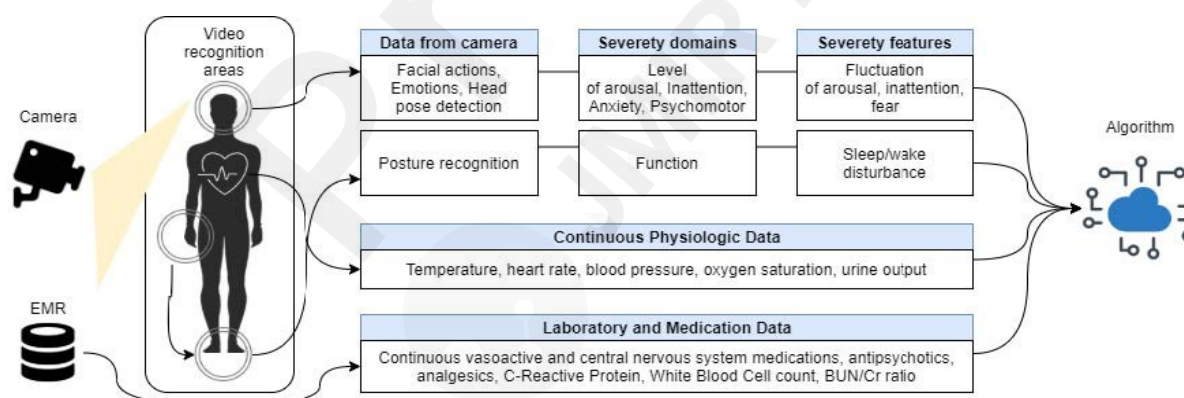 Video
recognition
areas
Camera
EMR
Data from camera
Facial actions,
Emotions, Head
pose detection
Severety domains
Level
of arousal, Inattention,
Anxiety, Psychomotor
Severety features
Fluctuation
of arousal, inattention,
fear
Posture recognition
Function
Sleep/wake
disturbance
Continuous Physiologic Data
Temperature, heart rate, blood pressure, oxygen saturation, urine output
Laboratory and Medication Data
Continuous vasoactive and central nervous system medications, antipsychotics,
analgesics, C-Reactive Protein, White Blood Cell count, BUN/Cr ratio
Algorithm